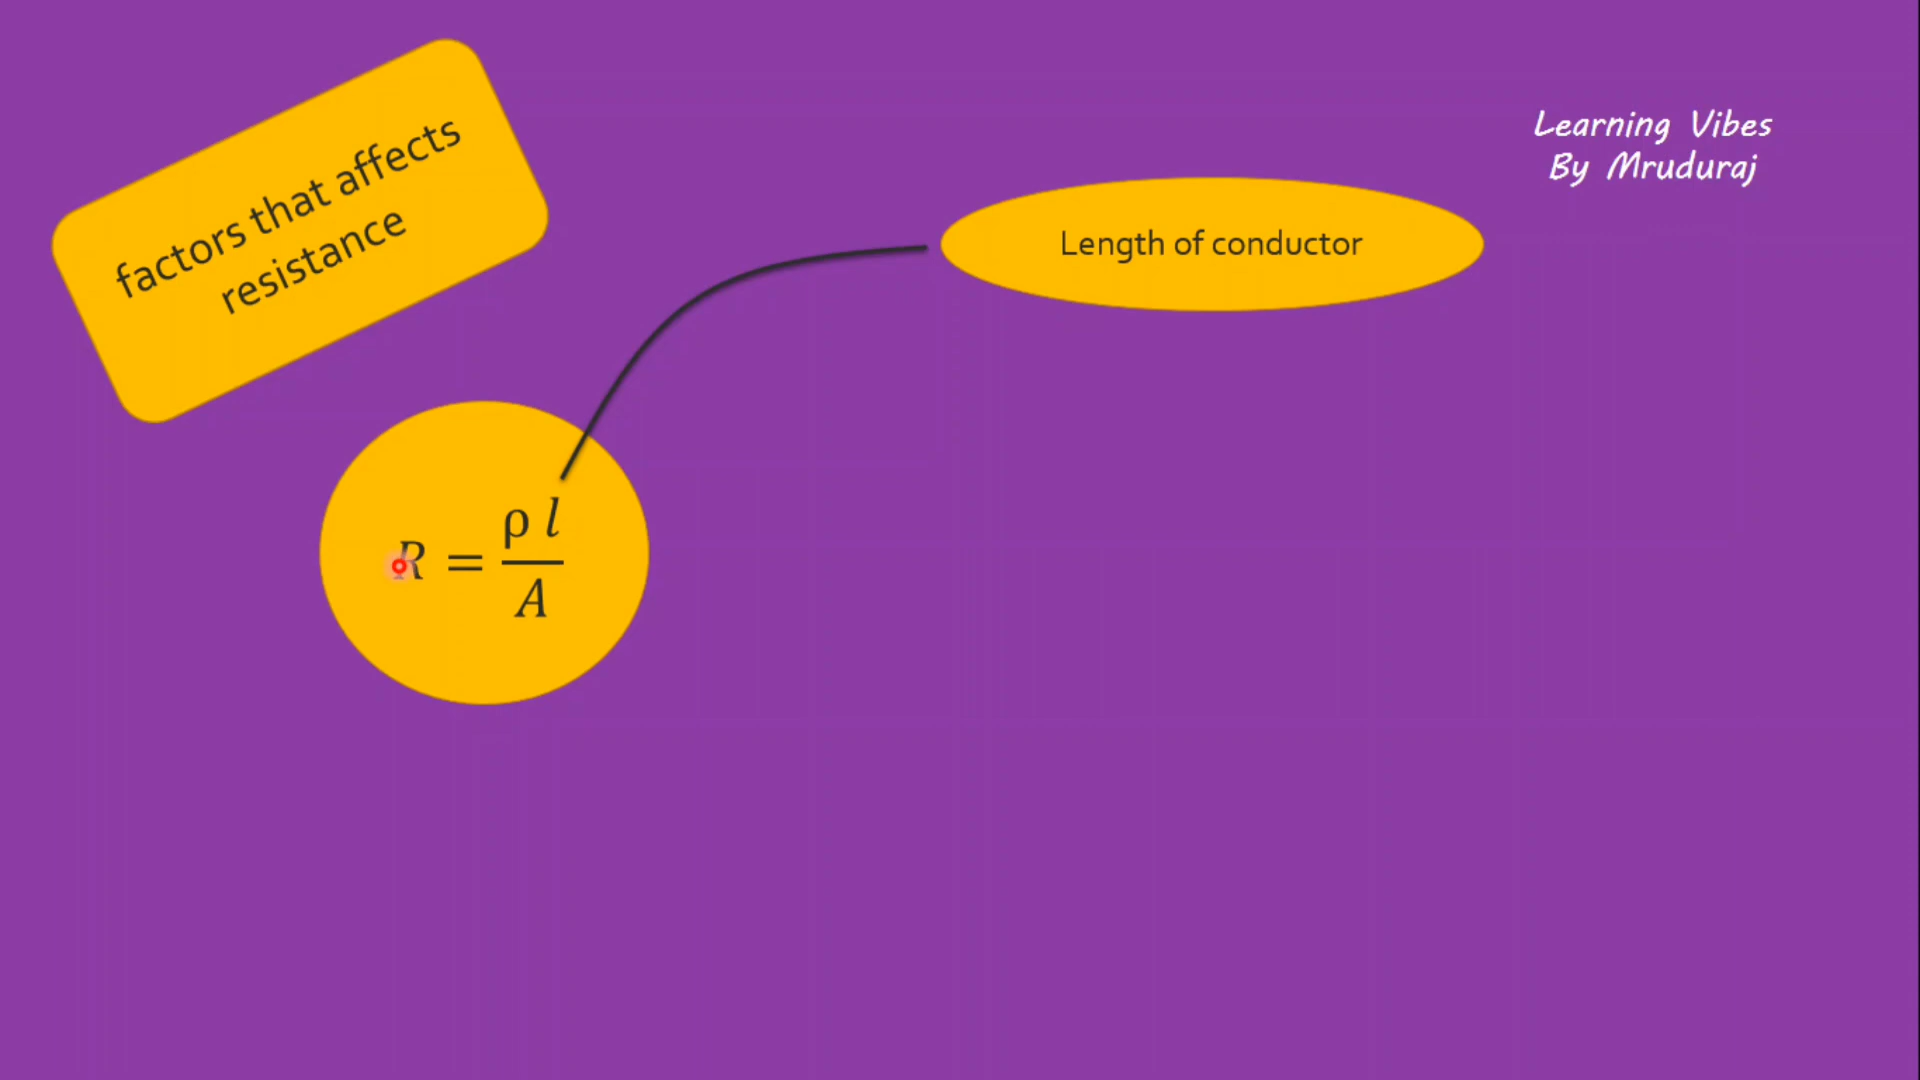 factors that affects
resistance
Learning Vibes
By Mruduraj
Length of conductor
R = ρ l / A